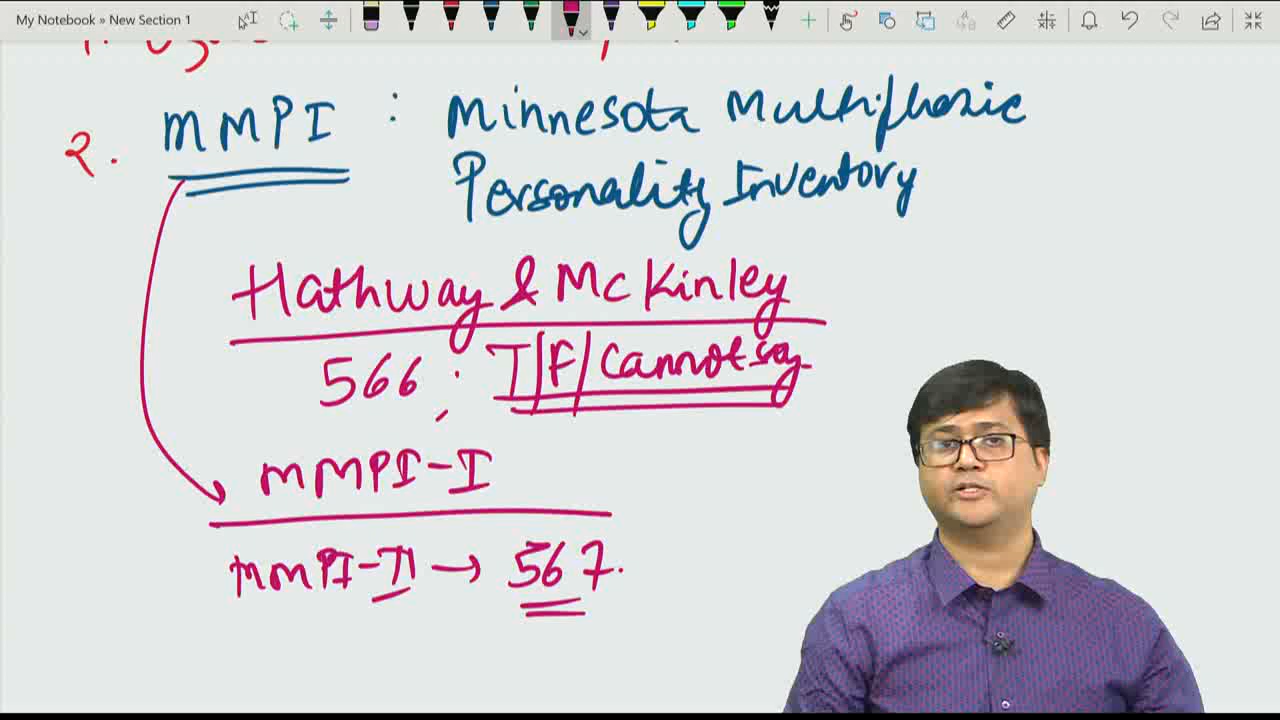 My Notebook » New Section 1
2. MMPI : Minnesota Multiphasic
Personality Inventory
Hathway & McKinley
566 : T/F/Cannot say
MMPI-I
MMPI-II → 567.